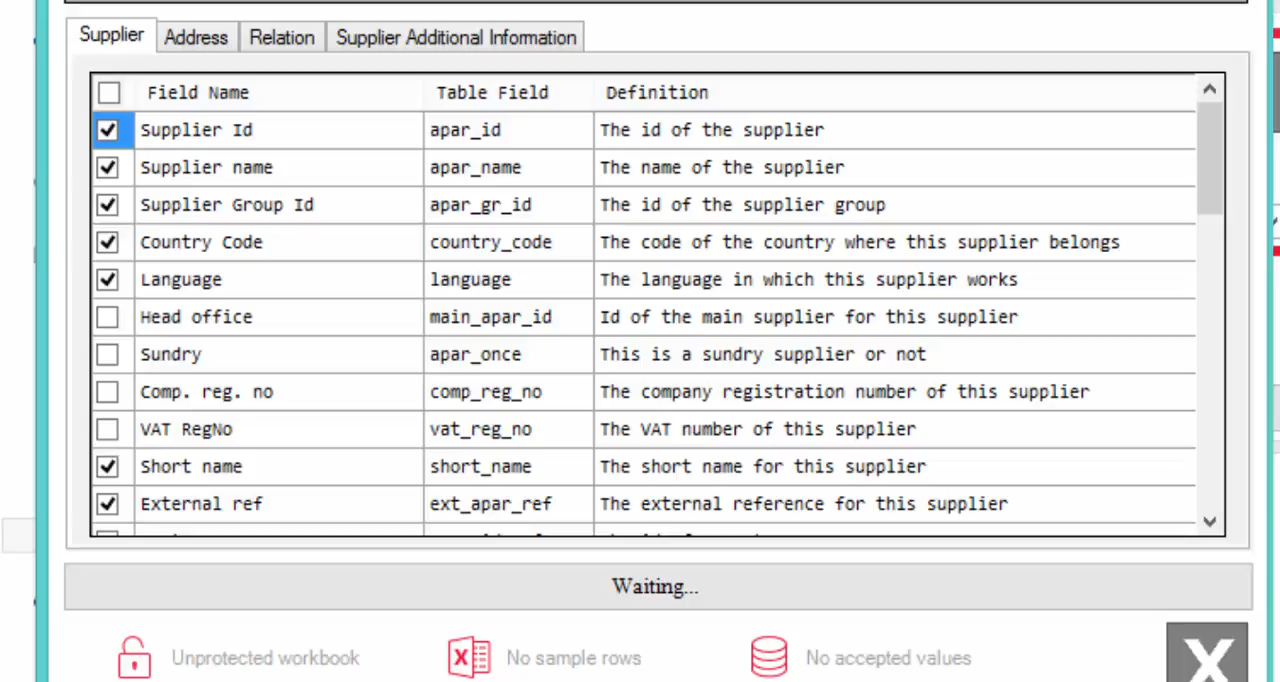 Supplier Address Relation Supplier Additional Information
Field Name Table Field Definition
Supplier Id apar_id The id of the supplier
Supplier name apar_name The name of the supplier
Supplier Group Id apar_gr_id The id of the supplier group
Country Code country_code The code of the country where this supplier belongs
Language language The language in which this supplier works
Head office main_apar_id Id of the main supplier for this supplier
Sundry apar_once This is a sundry supplier or not
Comp. reg. no comp_reg_no The company registration number of this supplier
VAT RegNo vat_reg_no The VAT number of this supplier
Short name short_name The short name for this supplier
External ref ext_apar_ref The external reference for this supplier
Waiting...
Unprotected workbook No sample rows No accepted values
X